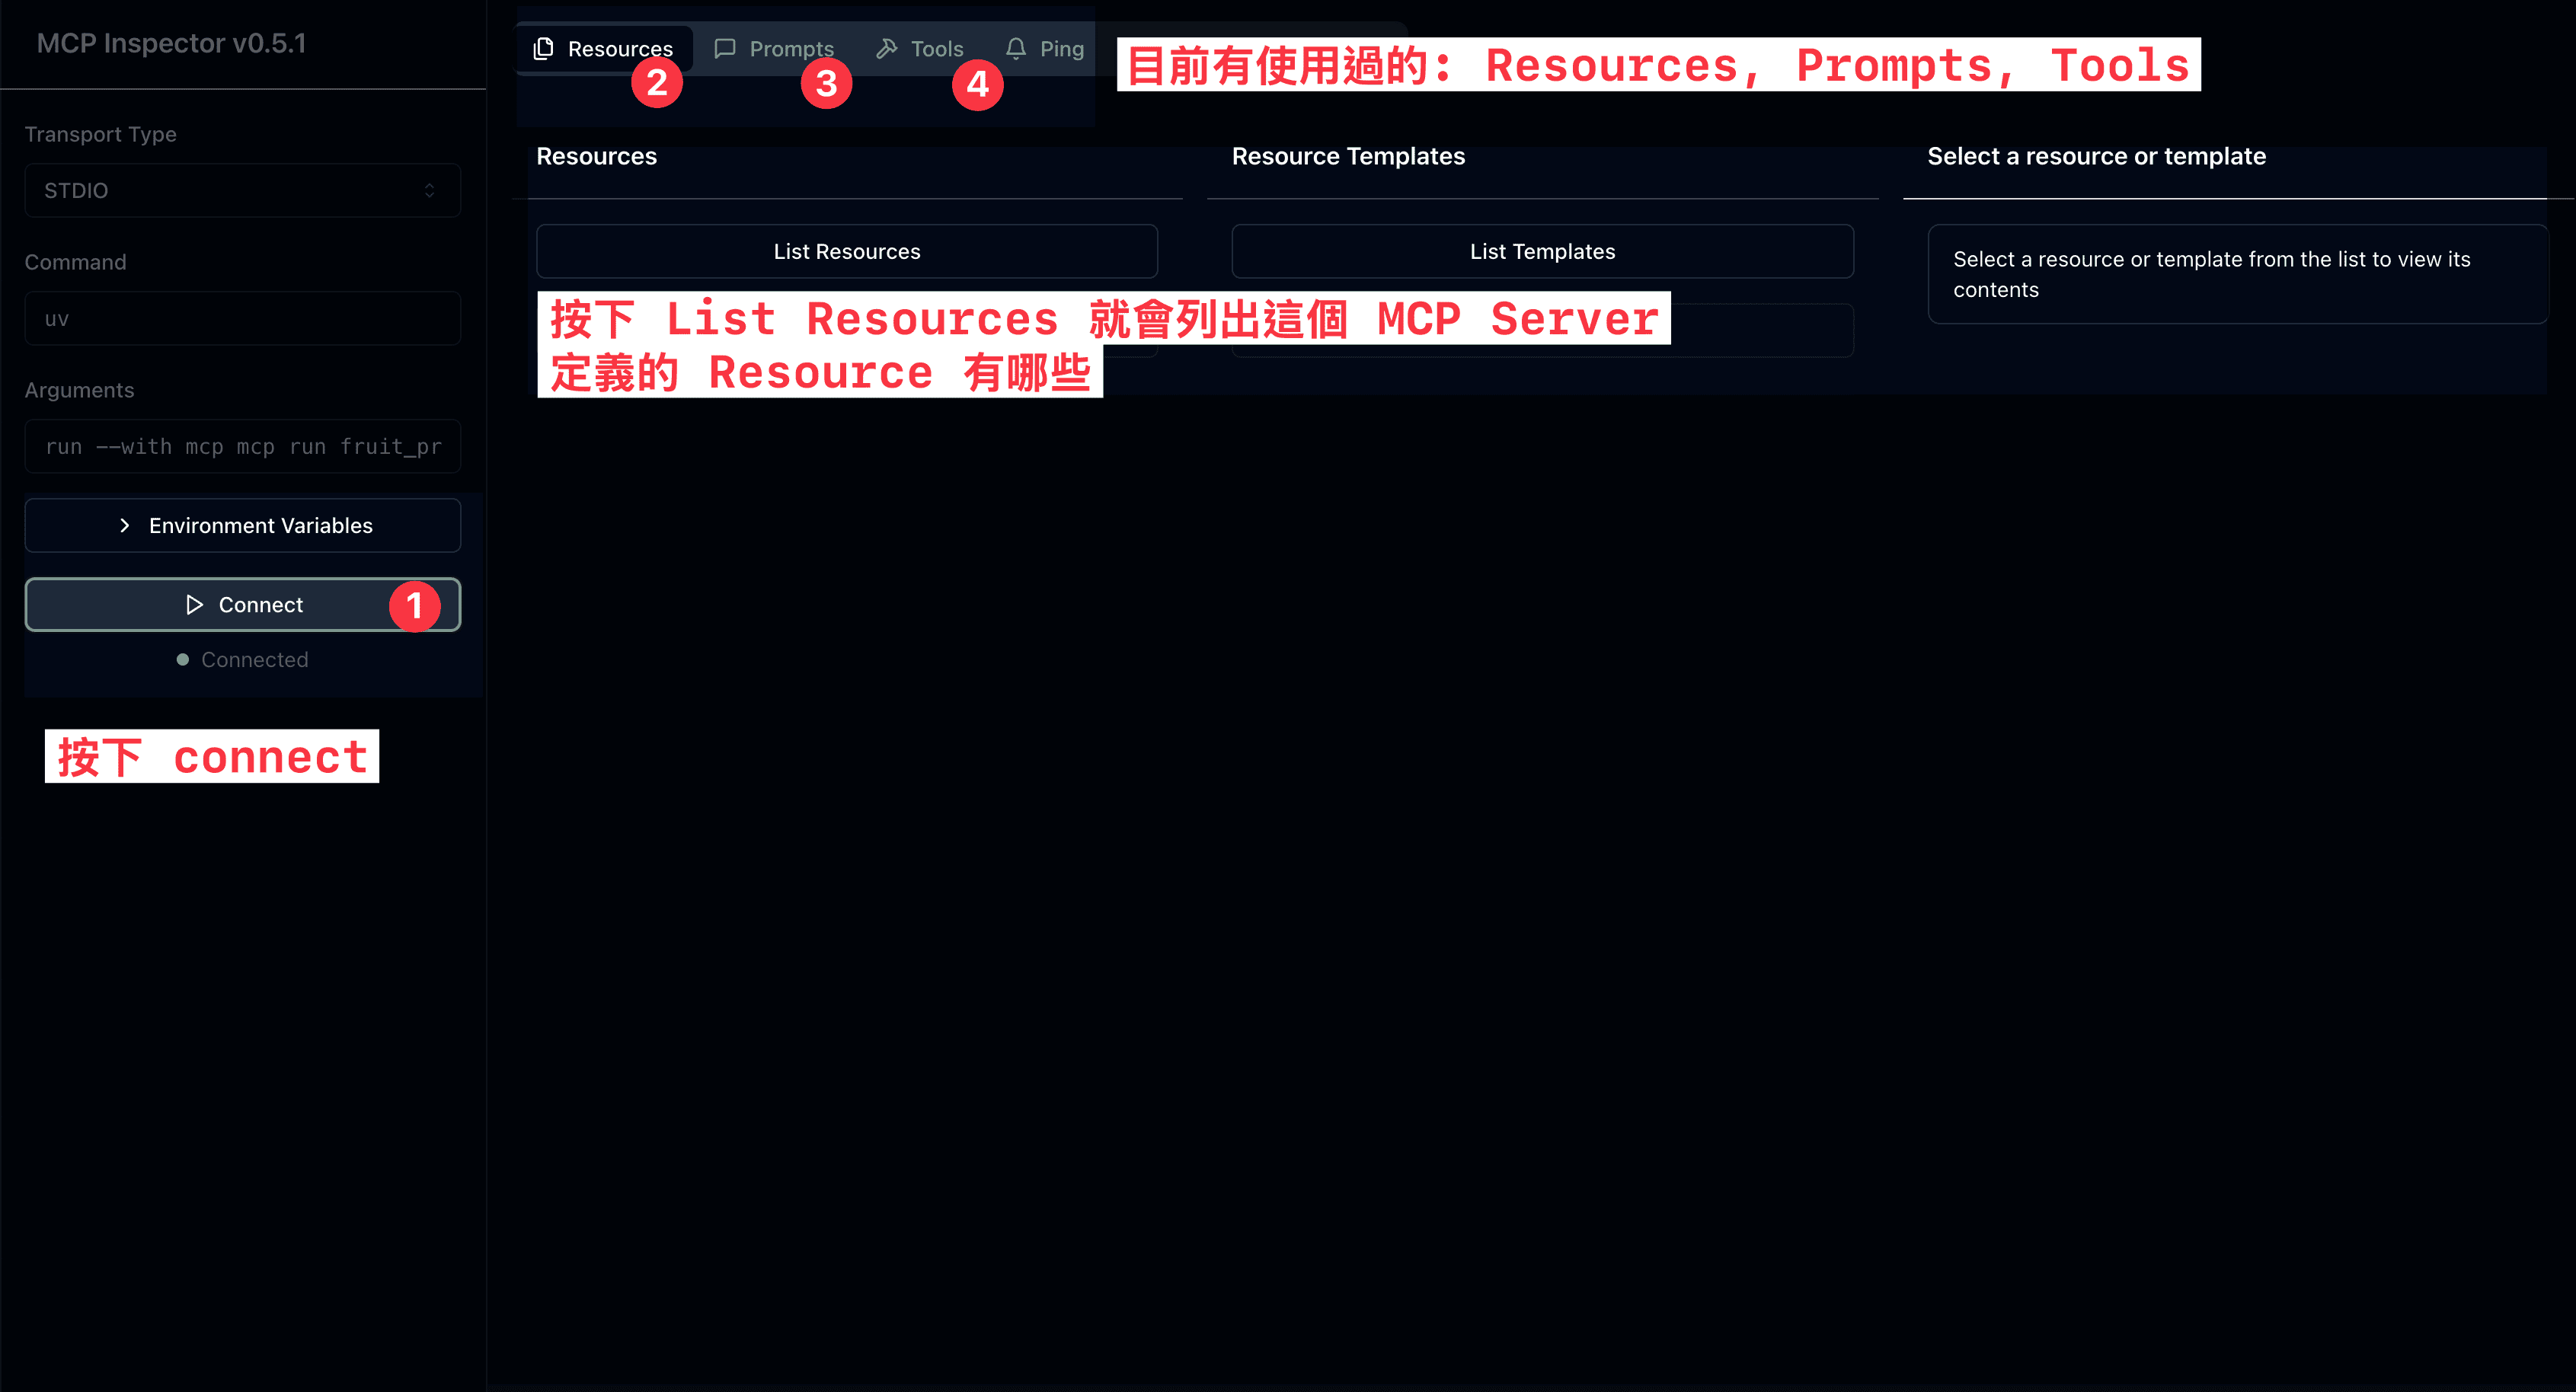 MCP Inspector v0.5.1
Transport Type
STDIO
Command
uv
Arguments
run --with mcp mcp run fruit_pr
Environment Variables
Connect
1
Connected
按下 connect
Resources
Prompts
Tools
Ping
2
3
4
目前有使用過的: Resources, Prompts, Tools
Resources
List Resources
Resource Templates
List Templates
按下 List Resources 就會列出這個 MCP Server
定義的 Resource 有哪些
Select a resource or template
Select a resource or template from the list to view its
contents